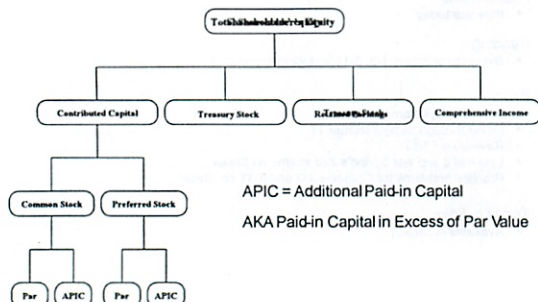 Contributed Capital
Treasury Stock
Comprehensive Income
Common Stock
Preferred Stock
APIC = Additional Paid-in Capital
AKA Paid-in Capital in Excess of Par Value
Par
APIC
Par
APIC